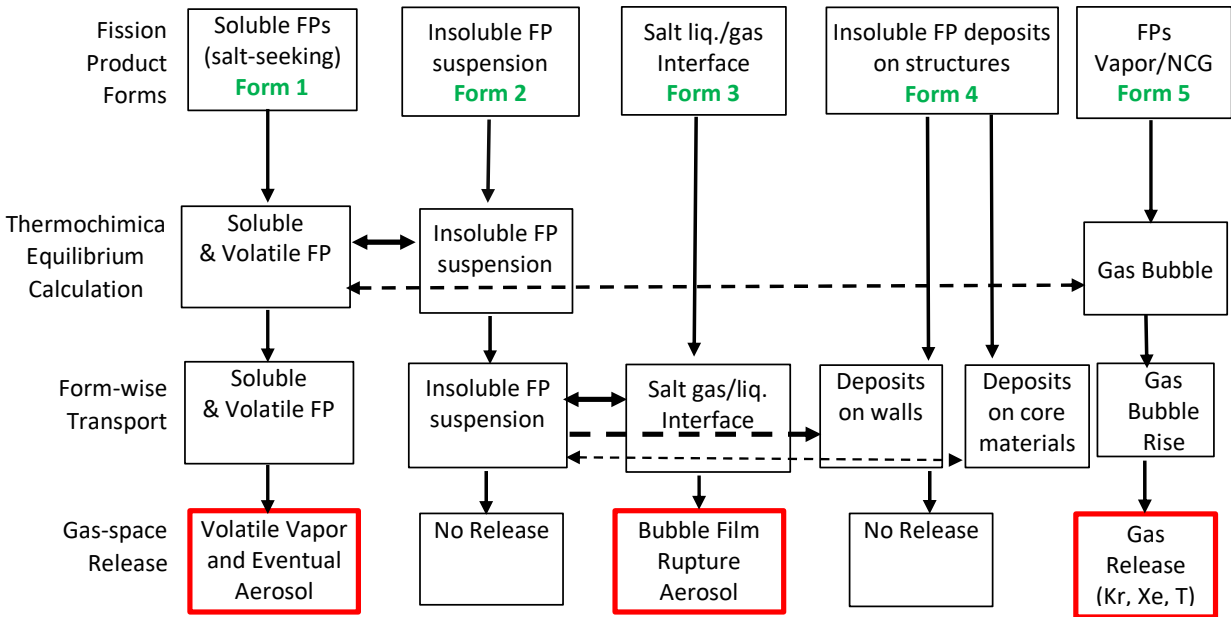 Fission
Product
Forms
Soluble FPs
(salt-seeking)
Form 1
Insoluble FP
suspension
Form 2
Salt liq./gas
Interface
Form 3
Insoluble FP deposits
on structures
Form 4
FPs
Vapor/NCG
Form 5
Thermochimica
Equilibrium
Calculation
Soluble
& Volatile FP
Insoluble FP
suspension
Gas Bubble
Form-wise
Transport
Soluble
& Volatile FP
Insoluble FP
suspension
Salt gas/liq.
Interface
Deposits
on walls
Deposits
on core
materials
Gas
Bubble
Rise
Gas-space
Release
Volatile Vapor
and Eventual
Aerosol
No Release
Bubble Film
Rupture
Aerosol
No Release
Gas
Release
(Kr, Xe, T)